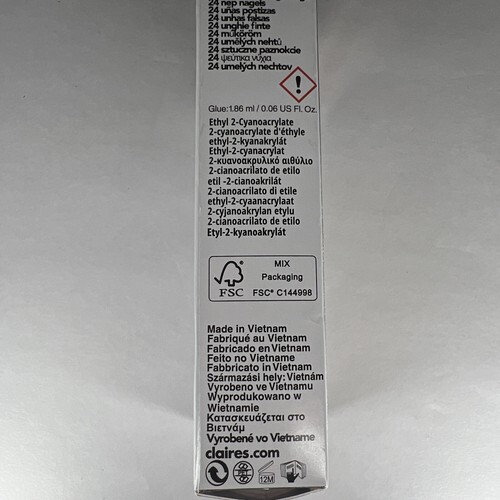 24 nep nagels
24 uñas postizas
24 unhas falsas
24 unghie finte
24 műköröm
24 umělých nehtů
24 sztuczne paznokcie
24 ψεύτικα νύχια
24 umelých nechtov
Glue:1.86 ml / 0.06 US Fl. Oz.
Ethyl 2-Cyanoacrylate
2-cyanoacrylate d'éthyle
ethyl-2-kyanakrylát
Ethyl-2-cyanacrylat
2-κυανοακρυλικό αιθύλιο
2-cianoacrilato de etilo
etil -2-cianoakrilát
2-cianoacrilato di etile
ethyl-2-cyaanacrylaat
2-cyjanoakrylan etylu
2-cianoacrilato de etilo
Etyl-2-kyanoakrylát
FSC®
MIX
Packaging
FSC® C144998
Made in Vietnam
Fabriqué au Vietnam
Fabricado en Vietnam
Feito no Vietname
Fabbricato in Vietnam
Származási hely: Vietnám
Vyrobeno ve Vietnamu
Wyprodukowano w
Wietnamie
Κατασκευάζεται στο
Βιετνάμ
Vyrobené vo Vietname
claires.com
12M